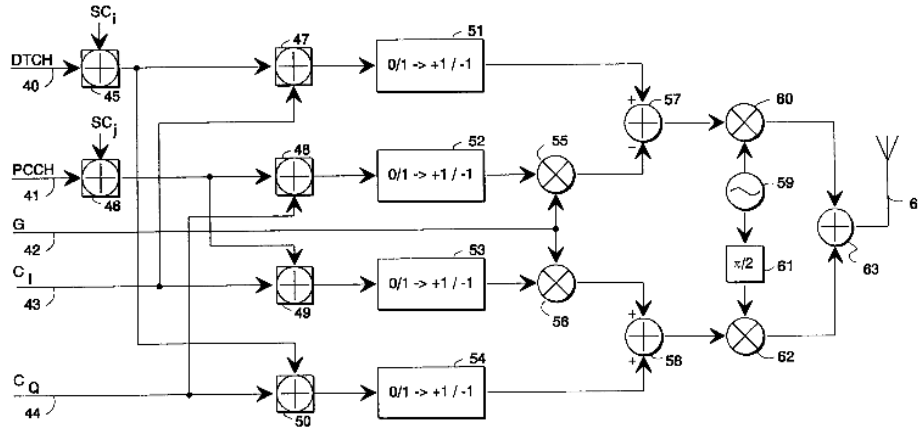 SCi
47
51
DTCH
0/1 -> +1 / -1
40
45
57
60
SCj
48
52
55
PCCH
0/1 -> +1 / -1
59
41
46
G
42
53
61
6
CI
0/1 -> +1 / -1
π/2
63
43
49
56
54
58
62
CQ
0/1 -> +1 / -1
44
50
+
−
+
+